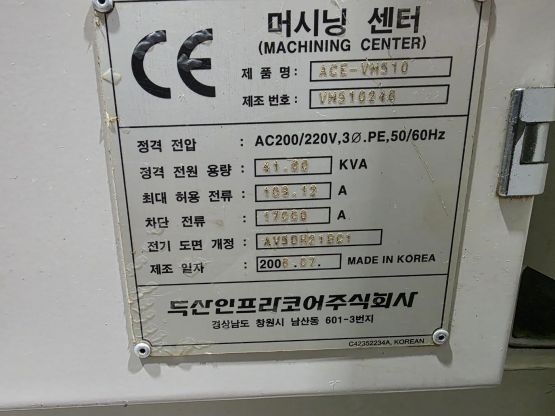 CE
머시닝 센터
(MACHINING CENTER)
제 품 명 : ACE-VM510
제조 번호 : VM510246
정격 전압 : AC200/220V,3Ø.PE,50/60Hz
정격 전원 용량 : 41.60 KVA
최대 허용 전류 : 109.12 A
차단 전류 : A
전기 도면 개정 :
제조 일자 : 2006.07. MADE IN KOREA
두산인프라코어주식회사
경상남도 창원시 남산동 601-3번지
C42352234A, KOREAN